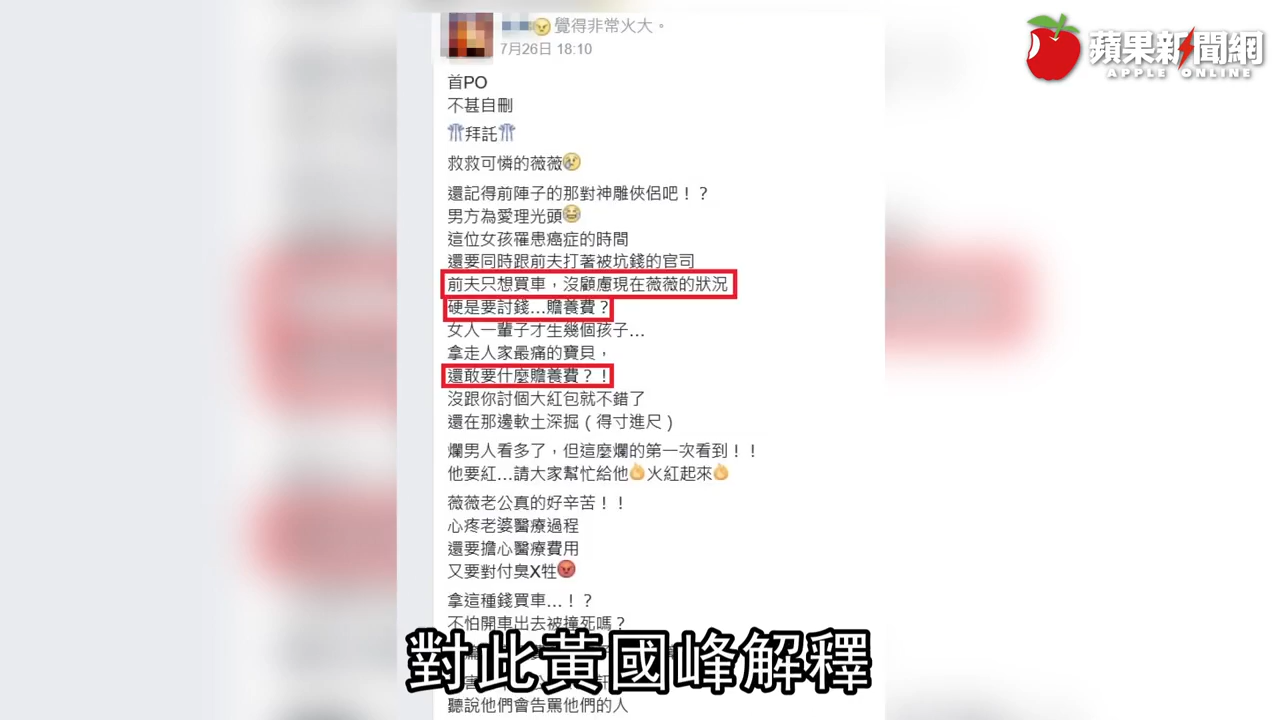 覺得非常火大。
7月26日 18:10
蘋果新聞網
APPLE ONLINE
首PO
不甚自刪
拜託
救救可憐的薇薇
還記得前陣子的那對神雕俠侶吧！？
男方為愛理光頭
這位女孩罹患癌症的時間
還要同時跟前夫打著被坑錢的官司
前夫只想買車，沒顧慮現在薇薇的狀況
硬是要討錢...贍養費？
女人一輩子才生幾個孩子...
拿走人家最痛的寶貝，
還敢要什麼贍養費？！
沒跟你討個大紅包就不錯了
還在那邊軟土深掘（得寸進尺）
爛男人看多了，但這麼爛的第一次看到！！
他要紅...請大家幫忙給他火紅起來
薇薇老公真的好辛苦！！
心疼老婆醫療過程
還要擔心醫療費用
又要對付臭X牲
拿這種錢買車...！？
不怕開車出去被撞死嗎？
對此黃國峰解釋
聽說他們會告罵他們的人